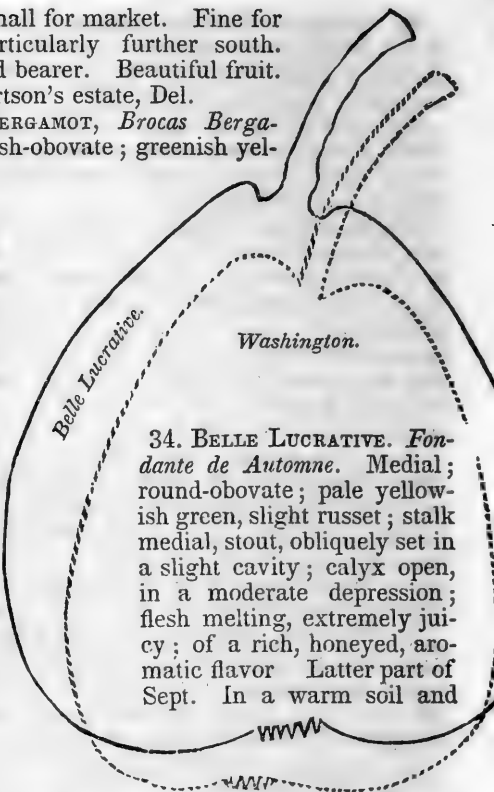 nall for market. Fine for
rticularly further south.
d bearer. Beautiful fruit.
rtson's estate, Del.
ERGAMOT, Brocas Berga-
sh-obovate; greenish yel-
Belle Lucrative.
Washington.
34. BELLE LUCRATIVE. Fon-
dante de Automne. Medial;
round-obovate; pale yellow-
ish green, slight russet; stalk
medial, stout, obliquely set in
a slight cavity; calyx open,
in a moderate depression;
flesh melting, extremely jui-
cy; of a rich, honeyed, aro-
matic flavor Latter part of
Sept. In a warm soil and